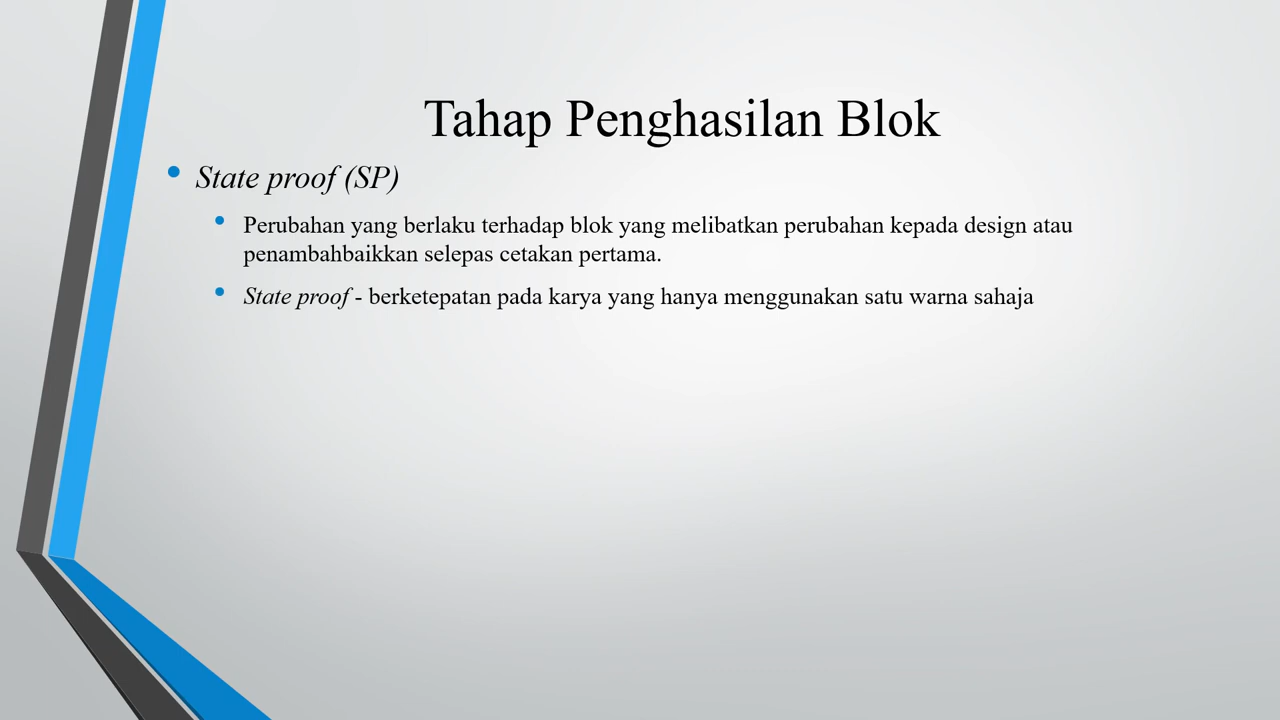 Tahap Penghasilan Blok
• State proof (SP)
• Perubahan yang berlaku terhadap blok yang melibatkan perubahan kepada design atau
penambahbaikkan selepas cetakan pertama.
• State proof - berketepatan pada karya yang hanya menggunakan satu warna sahaja